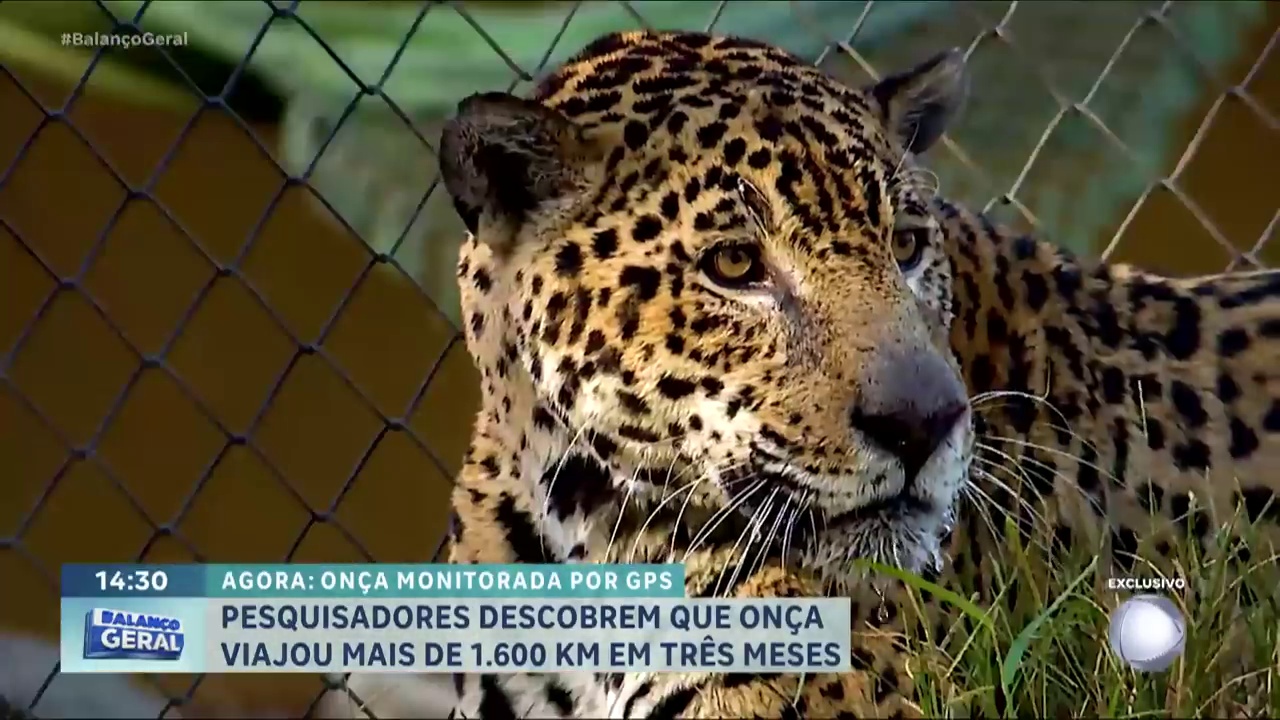 #BalançoGeral
14:30
AGORA: ONÇA MONITORADA POR GPS
BALANÇO
GERAL
PESQUISADORES DESCOBREM QUE ONÇA
VIAJOU MAIS DE 1.600 KM EM TRÊS MESES
EXCLUSIVO